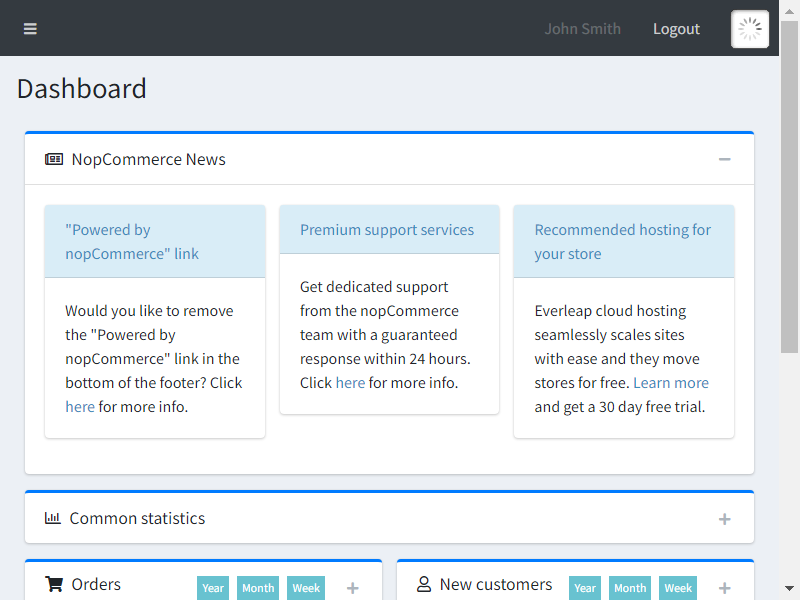 John Smith
Logout
Dashboard
NopCommerce News
"Powered by
nopCommerce" link
Would you like to remove
the "Powered by
nopCommerce" link in the
bottom of the footer? Click
here for more info.
Premium support services
Get dedicated support
from the nopCommerce
team with a guaranteed
response within 24 hours.
Click here for more info.
Recommended hosting for
your store
Everleap cloud hosting
seamlessly scales sites
with ease and they move
stores for free. Learn more
and get a 30 day free trial.
Common statistics
Orders
Year
Month
Week
New customers
Year
Month
Week